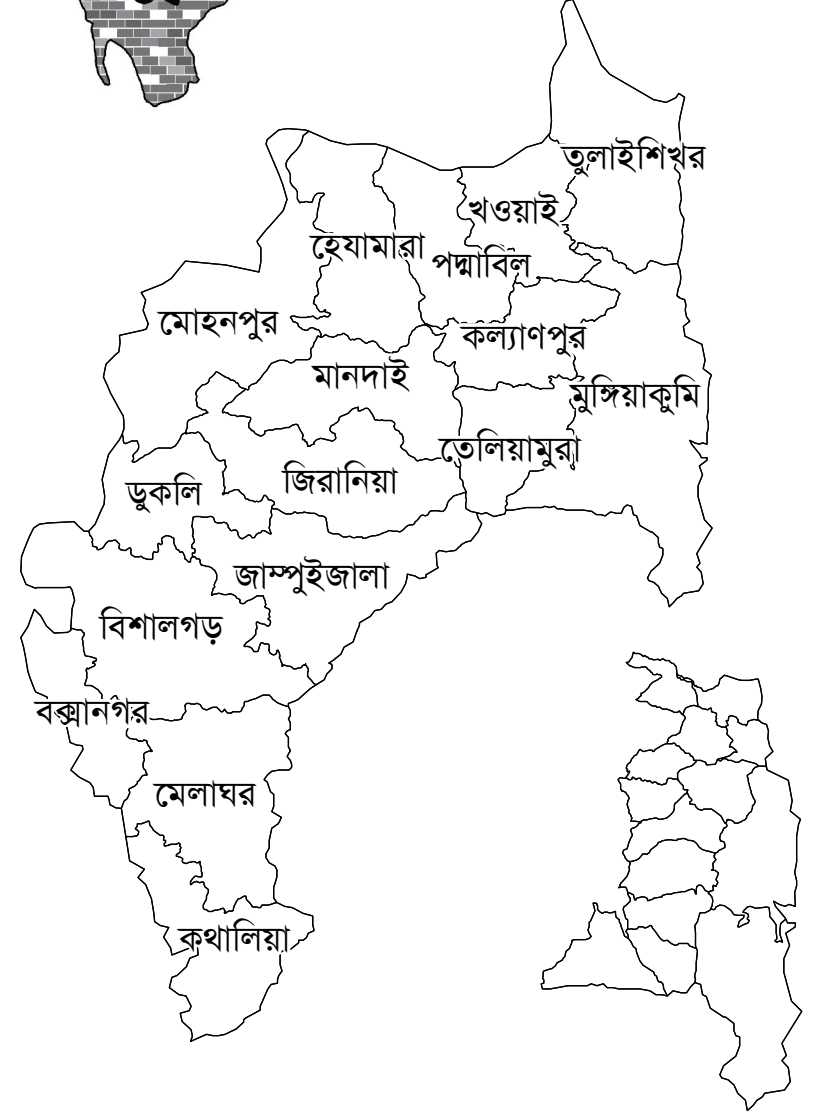 তুলাইশিখর
খওয়াই
হেযামারা
পদ্মাবিল
মোহনপুর
কল্যাণপুর
মানদাই
মুঙ্গিয়াকুমি
তেলিয়ামুরা
জিরানিয়া
ডুকলি
জাম্পুইজালা
বিশালগড়
বক্সানগর
মেলাঘর
কথালিয়া